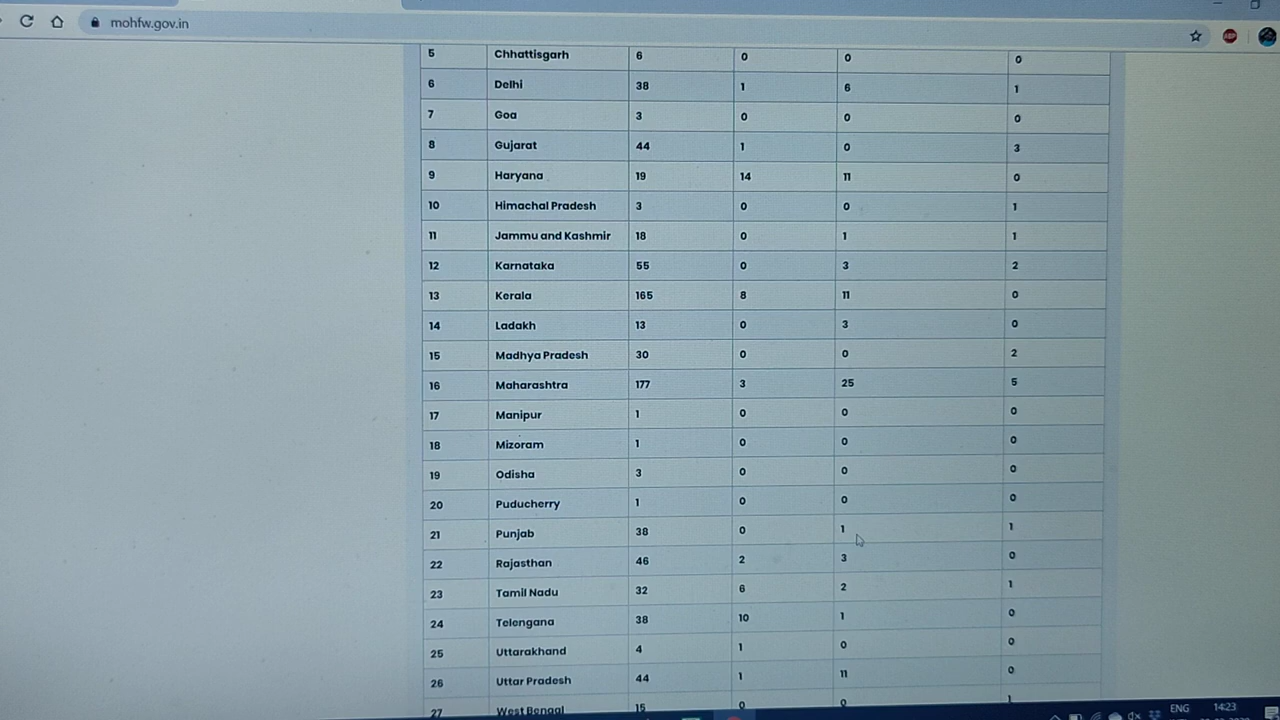 mohfw.gov.in
5 Chhattisgarh 6 0 0 0
6 Delhi 38 1 6 1
7 Goa 3 0 0 0
8 Gujarat 44 1 0 3
9 Haryana 19 14 11 0
10 Himachal Pradesh 3 0 0 1
11 Jammu and Kashmir 18 0 1 1
12 Karnataka 55 0 3 2
13 Kerala 165 8 11 0
14 Ladakh 13 0 3 0
15 Madhya Pradesh 30 0 0 2
16 Maharashtra 177 3 25 5
17 Manipur 1 0 0 0
18 Mizoram 1 0 0 0
19 Odisha 3 0 0 0
20 Puducherry 1 0 0 0
21 Punjab 38 0 1 1
22 Rajasthan 46 2 3 0
23 Tamil Nadu 32 6 2 1
24 Telengana 38 10 1 0
25 Uttarakhand 4 1 0 0
26 Uttar Pradesh 44 1 11 0
27 West Bengal 15 0 0 1
ENG 14:23